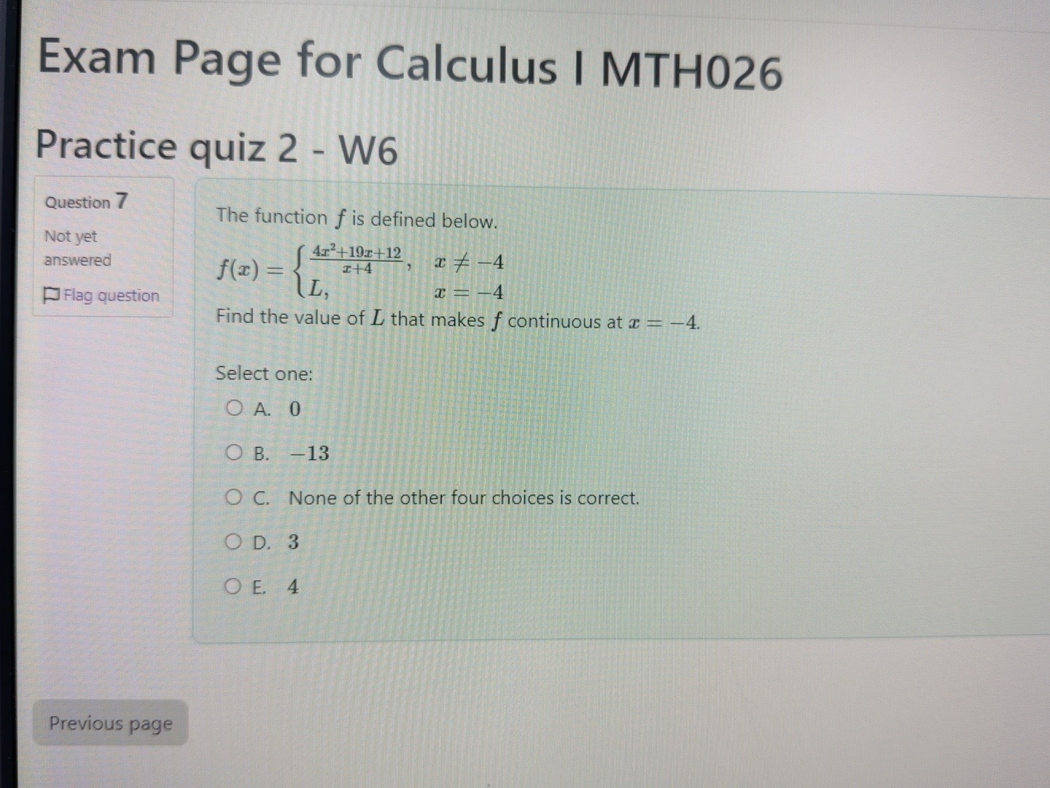 Exam Page for Calculus I MTH026
Practice quiz 2 - W6
Question 7
Not yet
answered
Flag question
The function f is defined below.
f(x) = { (4x²+19x+12)/(x+4), x ≠ −4
L, x = −4
Find the value of L that makes f continuous at x = −4.
Select one:
A. 0
B. −13
C. None of the other four choices is correct.
D. 3
E. 4
Previous page